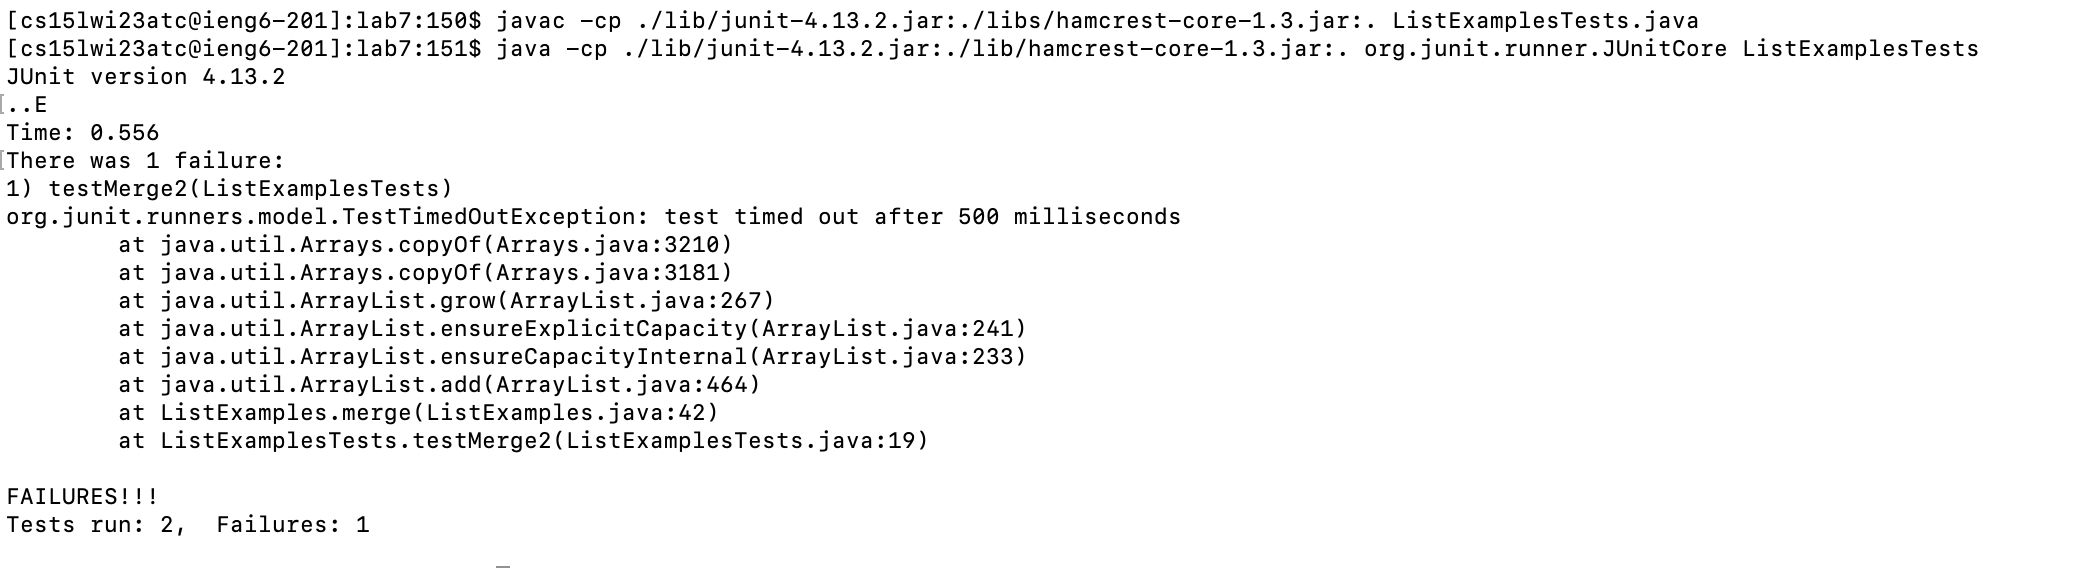 [cs15lwi23atc@ieng6-201]:lab7:150$ javac -cp ./lib/junit-4.13.2.jar:./libs/hamcrest-core-1.3.jar:. ListExamplesTests.java
[cs15lwi23atc@ieng6-201]:lab7:151$ java -cp ./lib/junit-4.13.2.jar:./lib/hamcrest-core-1.3.jar:. org.junit.runner.JUnitCore ListExamplesTests
JUnit version 4.13.2
..E
Time: 0.556
There was 1 failure:
1) testMerge2(ListExamplesTests)
org.junit.runners.model.TestTimedOutException: test timed out after 500 milliseconds
        at java.util.Arrays.copyOf(Arrays.java:3210)
        at java.util.Arrays.copyOf(Arrays.java:3181)
        at java.util.ArrayList.grow(ArrayList.java:267)
        at java.util.ArrayList.ensureExplicitCapacity(ArrayList.java:241)
        at java.util.ArrayList.ensureCapacityInternal(ArrayList.java:233)
        at java.util.ArrayList.add(ArrayList.java:464)
        at ListExamples.merge(ListExamples.java:42)
        at ListExamplesTests.testMerge2(ListExamplesTests.java:19)

FAILURES!!!
Tests run: 2,  Failures: 1